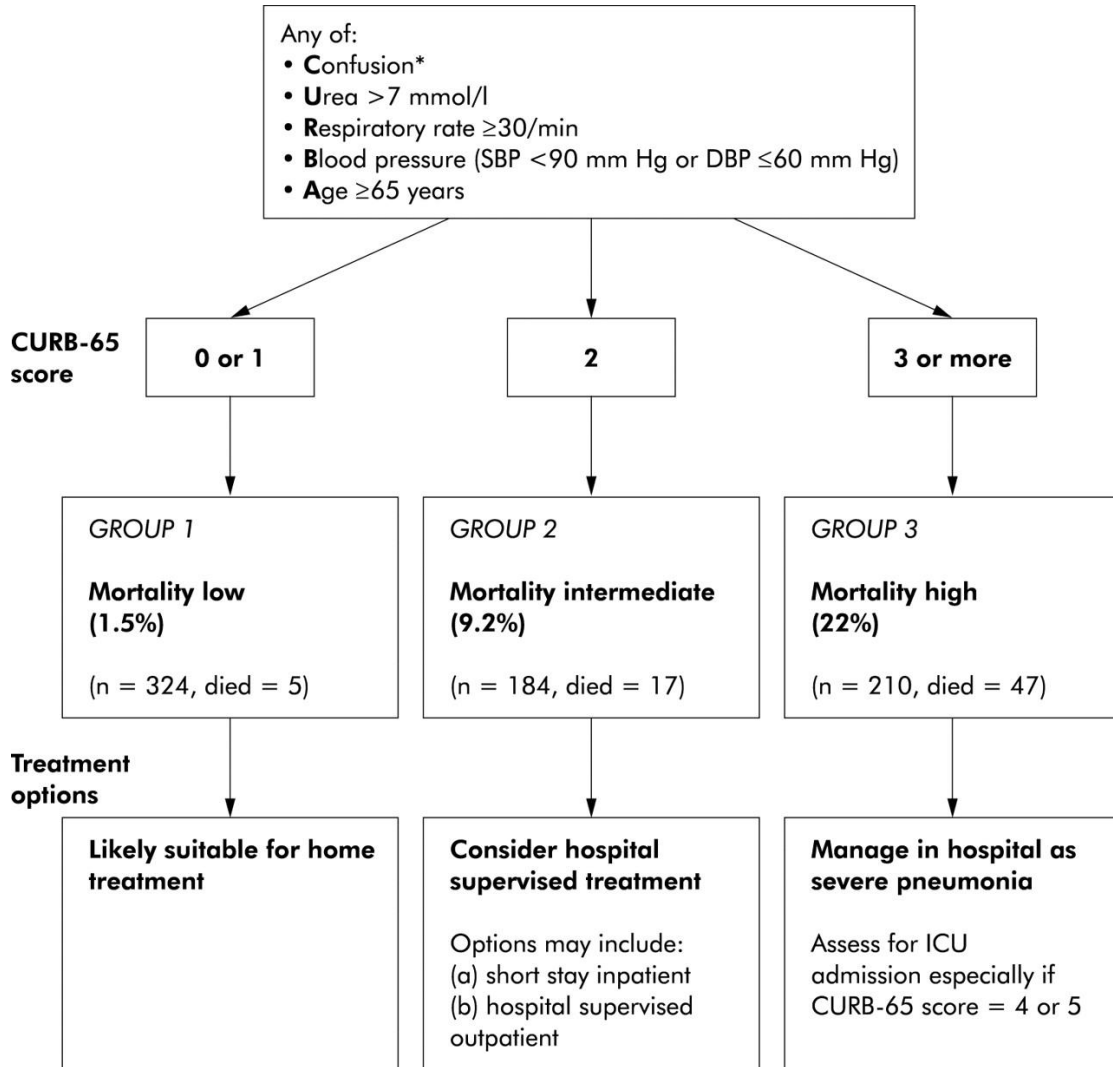 Any of:
• Confusion*
• Urea >7 mmol/l
• Respiratory rate ≥30/min
• Blood pressure (SBP <90 mm Hg or DBP ≤60 mm Hg)
• Age ≥65 years
CURB-65
score
0 or 1
2
3 or more
GROUP 1
Mortality low
(1.5%)
(n = 324, died = 5)
GROUP 2
Mortality intermediate
(9.2%)
(n = 184, died = 17)
GROUP 3
Mortality high
(22%)
(n = 210, died = 47)
Treatment
options
Likely suitable for home
treatment
Consider hospital
supervised treatment
Options may include:
(a) short stay inpatient
(b) hospital supervised
outpatient
Manage in hospital as
severe pneumonia
Assess for ICU
admission especially if
CURB-65 score = 4 or 5